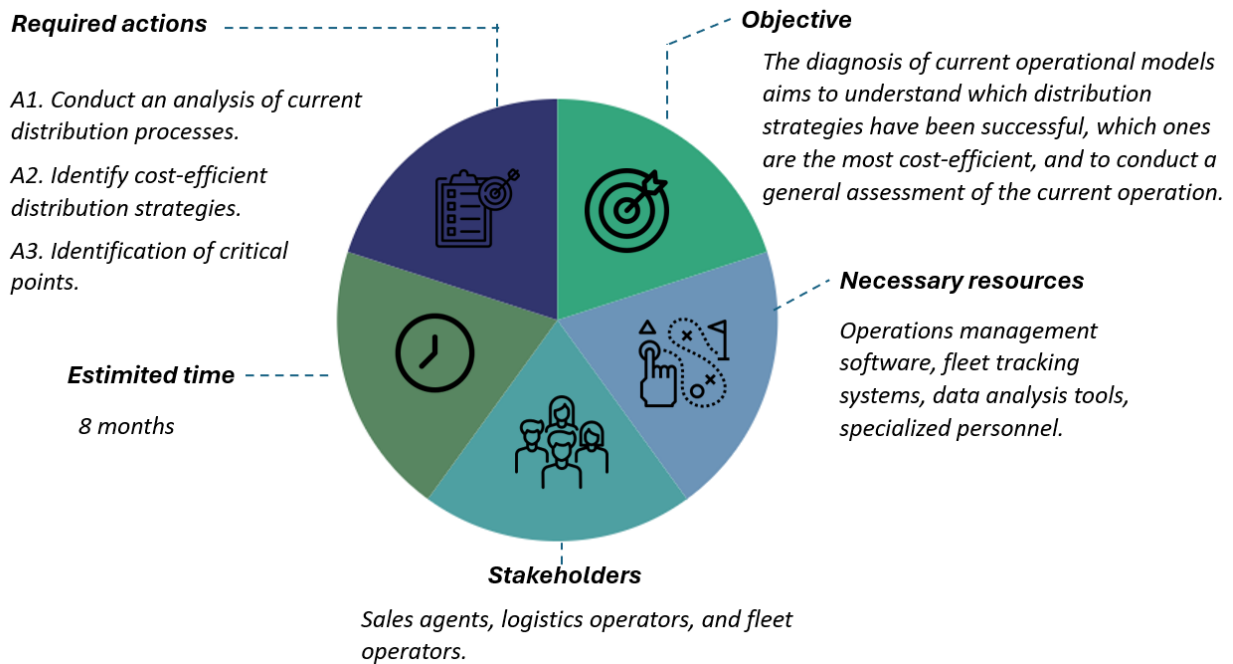 Required actions
A1. Conduct an analysis of current
distribution processes.
A2. Identify cost-efficient
distribution strategies.
A3. Identification of critical
points.
Objective
The diagnosis of current operational models
aims to understand which distribution
strategies have been successful, which ones
are the most cost-efficient, and to conduct a
general assessment of the current operation.
Necessary resources
Operations management
software, fleet tracking
systems, data analysis tools,
specialized personnel.
Estimited time
8 months
Stakeholders
Sales agents, logistics operators, and fleet
operators.